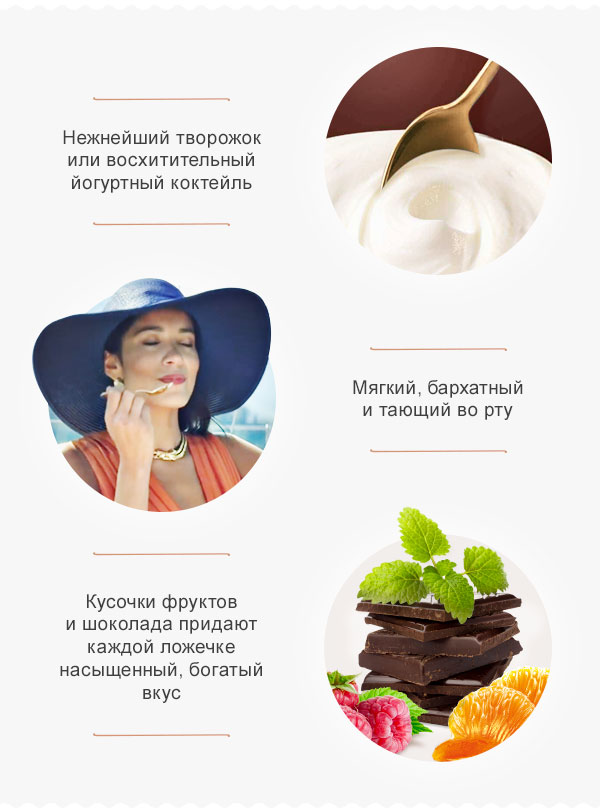 Нежнейший творожок
или восхитительный
йогуртный коктейль
Мягкий, бархатный
и тающий во рту
Кусочки фруктов
и шоколада придают
каждой ложечке
насыщенный, богатый
вкус